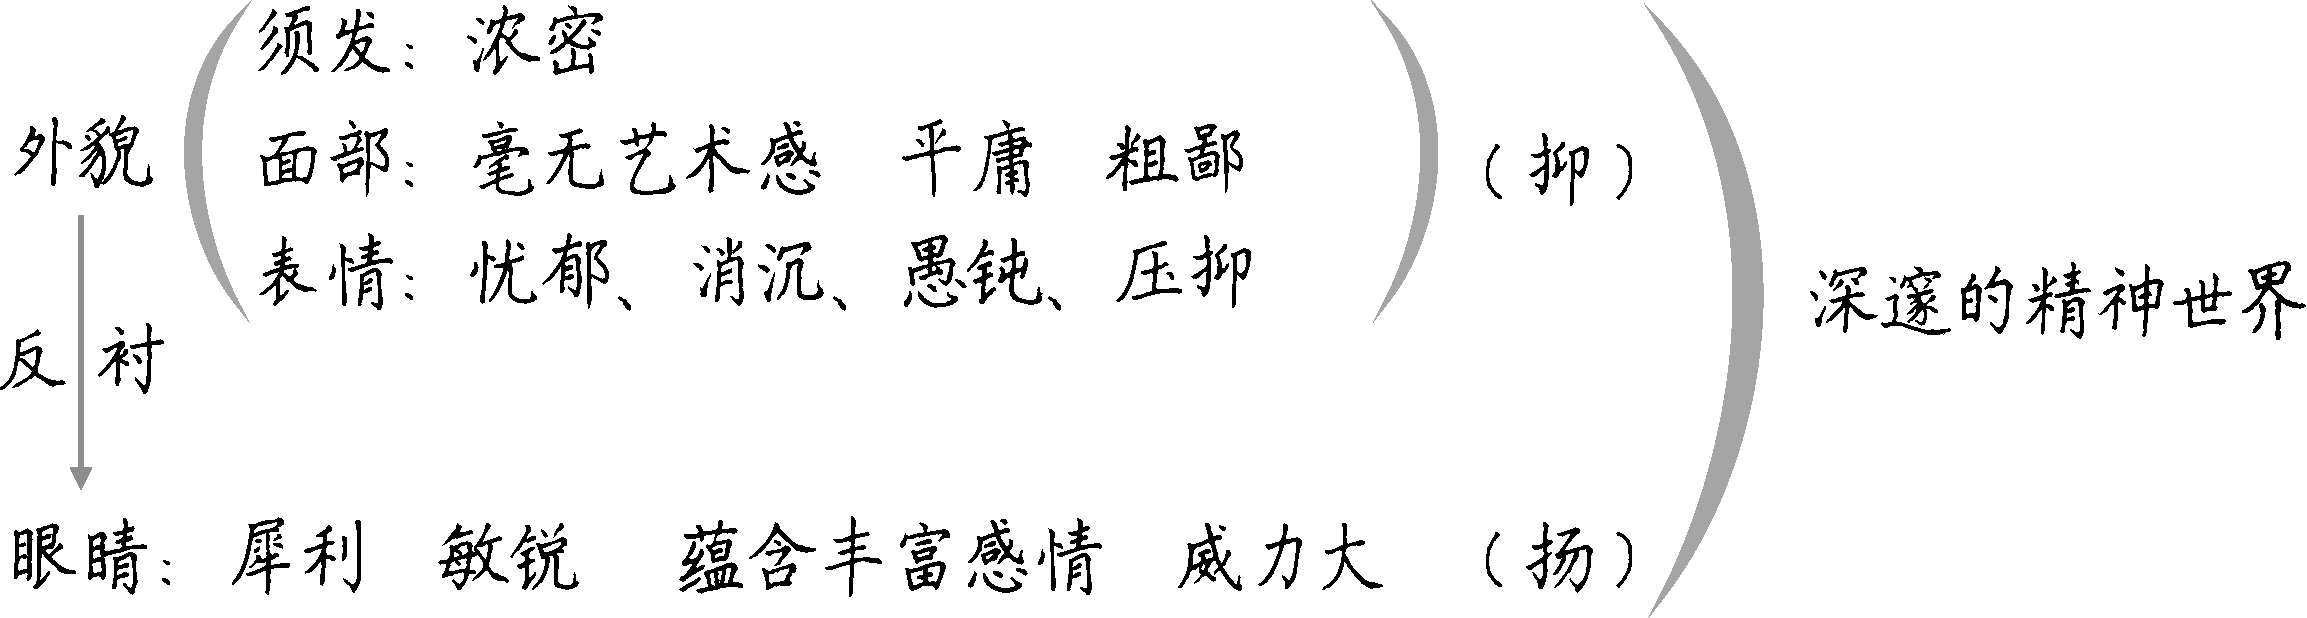 须发：浓密
外貌 面部：毫无艺术感 平庸 粗鄙 （抑）
表情：忧郁、消沉、愚钝、压抑
深邃的精神世界
反衬
眼睛：犀利 敏锐 蕴含丰富感情 威力大 （扬）